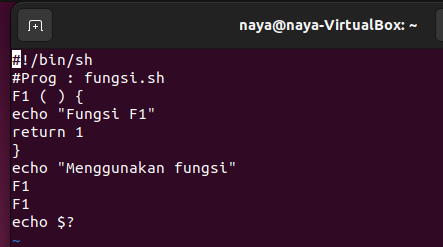 naya@naya-VirtualBox: ~
#!/bin/sh
#Prog : fungsi.sh
F1 ( ) {
echo "Fungsi F1"
return 1
}
echo "Menggunakan fungsi"
F1
F1
echo $?
~